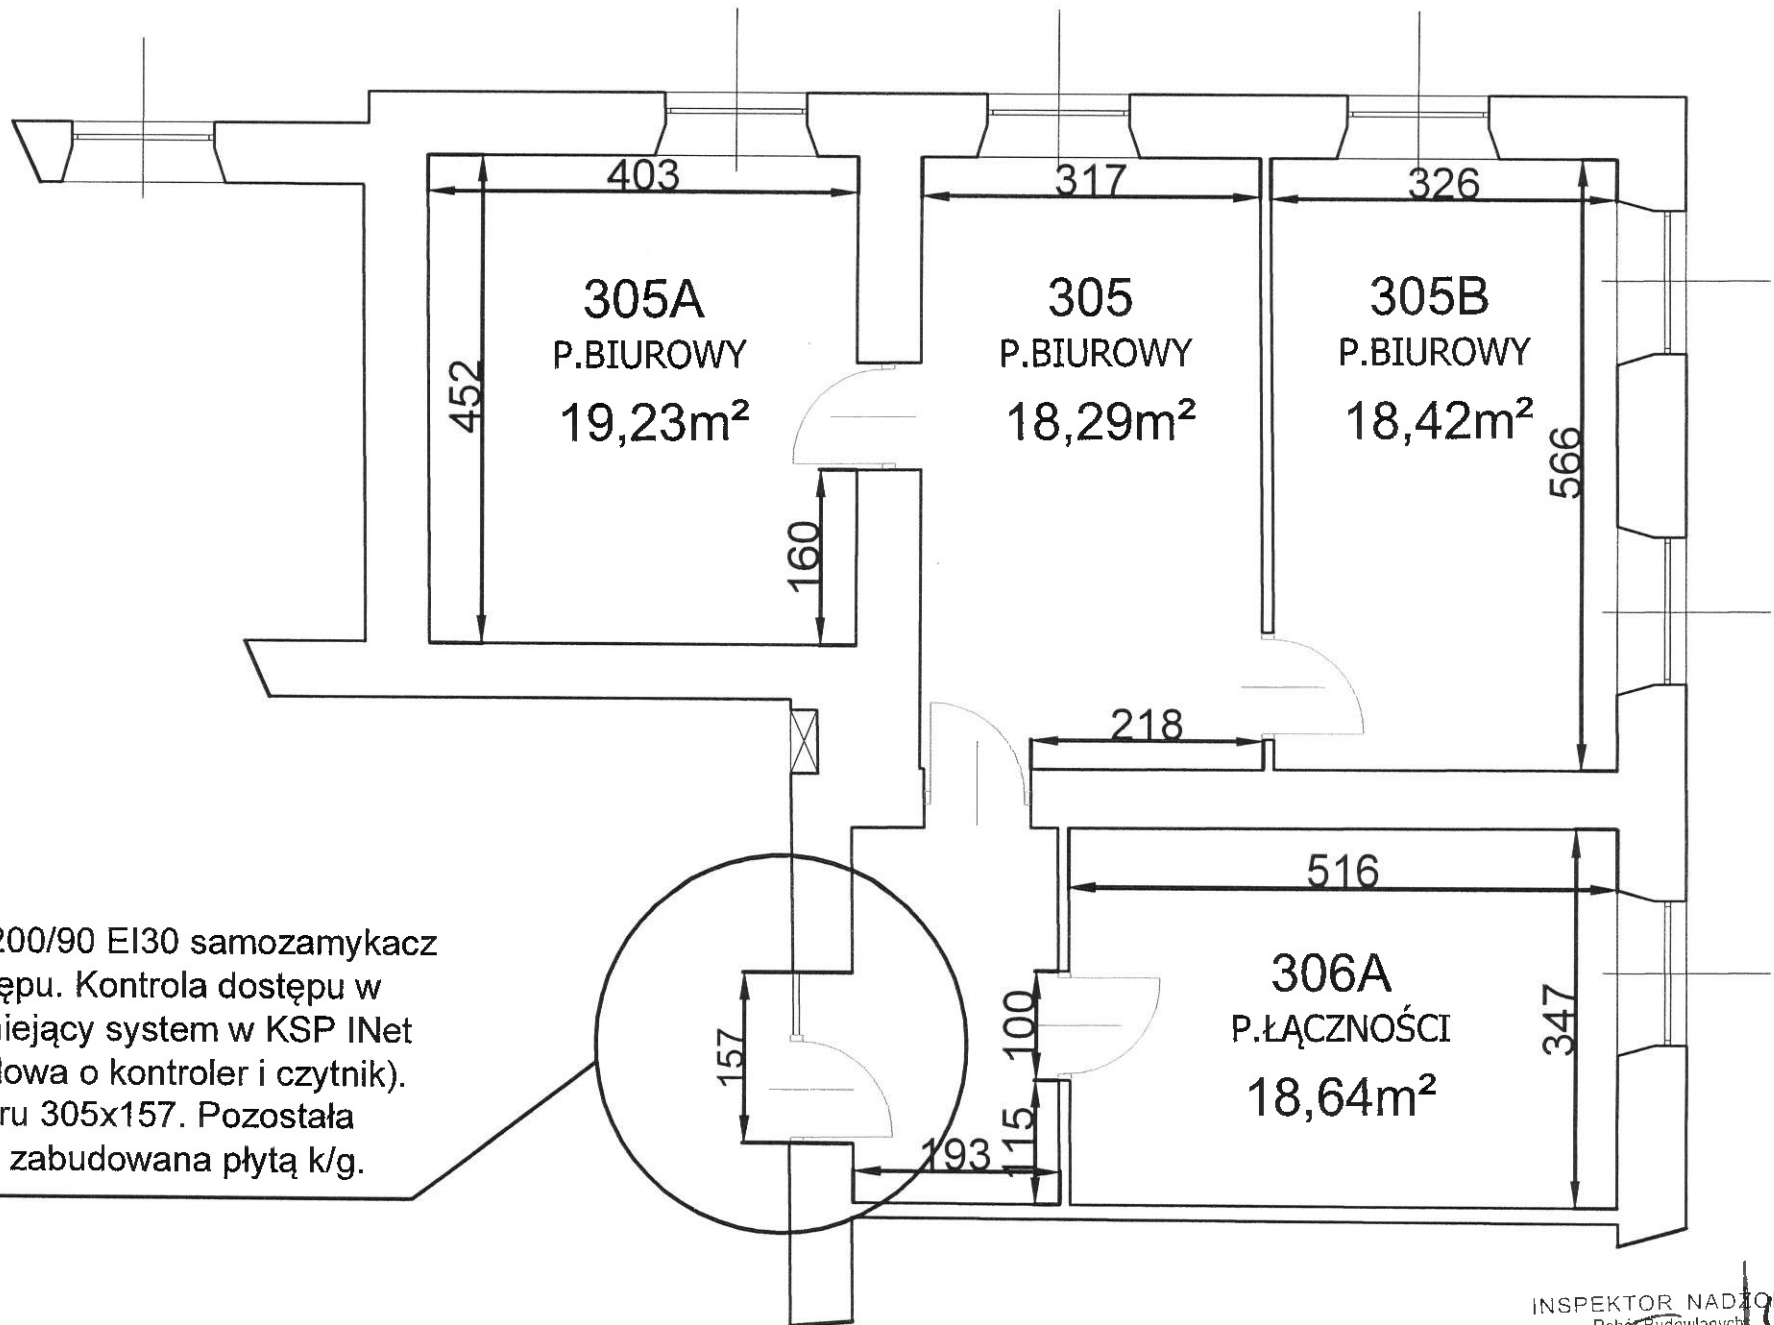 403
317
326
305A
P.BIUROWY
19,23m²
305
P.BIUROWY
18,29m²
305B
P.BIUROWY
18,42m²
452
566
160
218
516
306A
P.ŁĄCZNOŚCI
18,64m²
347
157
100
115
193
200/90 EI30 samozamykacz
ępu. Kontrola dostępu w
niejący system w KSP INet
dowa o kontroler i czytnik).
ru 305x157. Pozostała
zabudowana płytą k/g.
INSPEKTOR NADZO
Robót Budowlanych